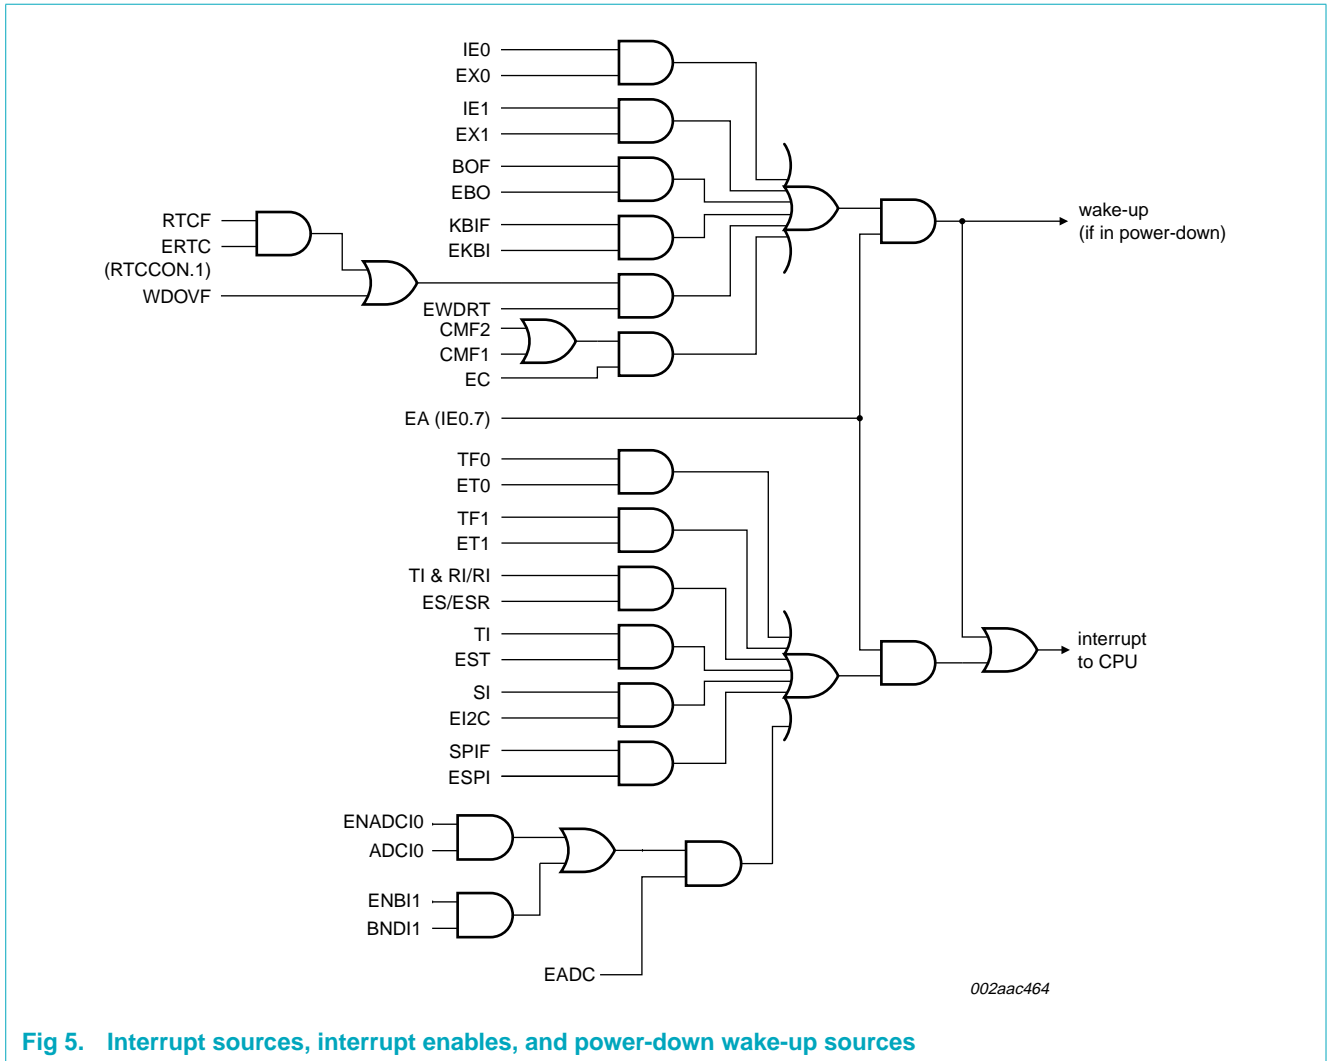 IE0
EX0
IE1
EX1
BOF
EBO
KBIF
EKBI
RTCF
ERTC
(RTCCON.1)
WDOVF
EWDRT
CMF2
CMF1
EC
EA (IE0.7)
wake-up
(if in power-down)
TF0
ET0
TF1
ET1
TI & RI/RI
ES/ESR
TI
EST
SI
EI2C
SPIF
ESPI
interrupt
to CPU
ENADCI0
ADCI0
ENBI1
BNDI1
EADC
002aac464
Fig 5. Interrupt sources, interrupt enables, and power-down wake-up sources